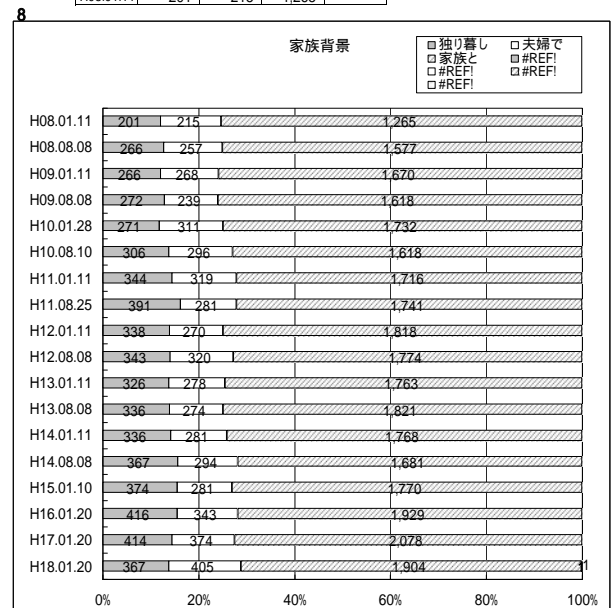 8
家族背景
独り暮し 夫婦で
家族と #REF!
#REF! #REF!
#REF!
H08.01.11 201 215 1,265
H08.08.08 266 257 1,577
H09.01.11 266 268 1,670
H09.08.08 272 239 1,618
H10.01.28 271 311 1,732
H10.08.10 306 296 1,618
H11.01.11 344 319 1,716
H11.08.25 391 281 1,741
H12.01.11 338 270 1,818
H12.08.08 343 320 1,774
H13.01.11 326 278 1,763
H13.08.08 336 274 1,821
H14.01.11 336 281 1,768
H14.08.08 367 294 1,681
H15.01.10 374 281 1,770
H16.01.20 416 343 1,929
H17.01.20 414 374 2,078
H18.01.20 367 405 1,904
0% 20% 40% 60% 80% 100%